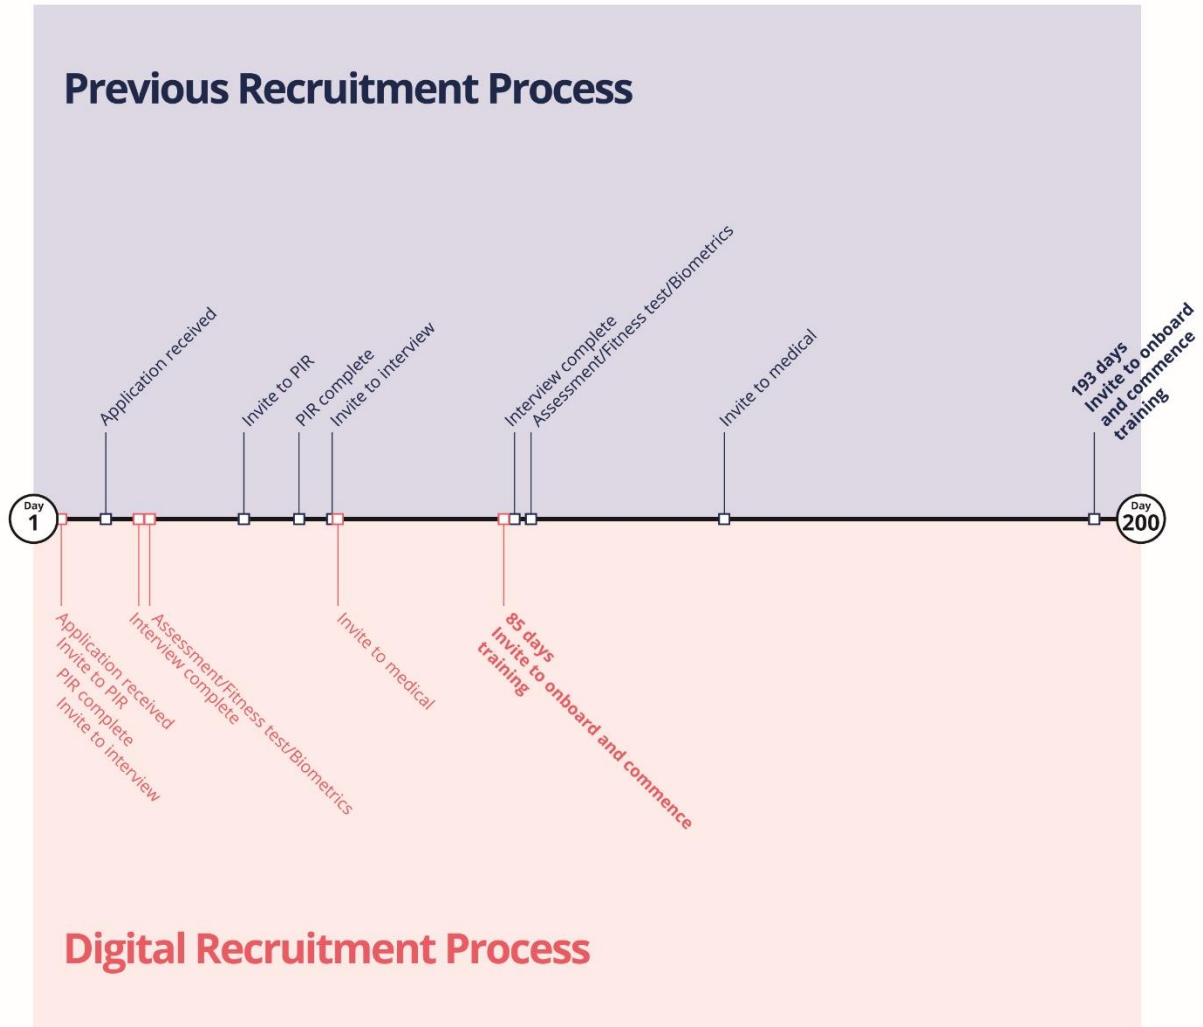 Previous Recruitment Process
Application received
Invite to PIR
PIR complete
Invite to interview
Interview complete
Assessment/Fitness test/Biometrics
Invite to medical
193 days
Invite to onboard
and commence
training
Day
1
Day
200
Application received
Invite to PIR
PIR complete
Invite to interview
Interview complete
Assessment/Fitness test/Biometrics
Invite to medical
85 days
Invite to onboard and commence
training
Digital Recruitment Process